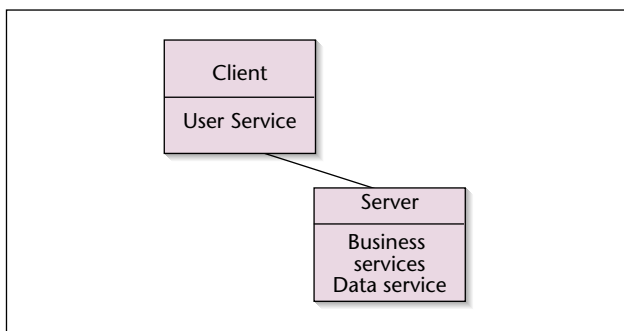 Client
User Service
Server
Business
services
Data service